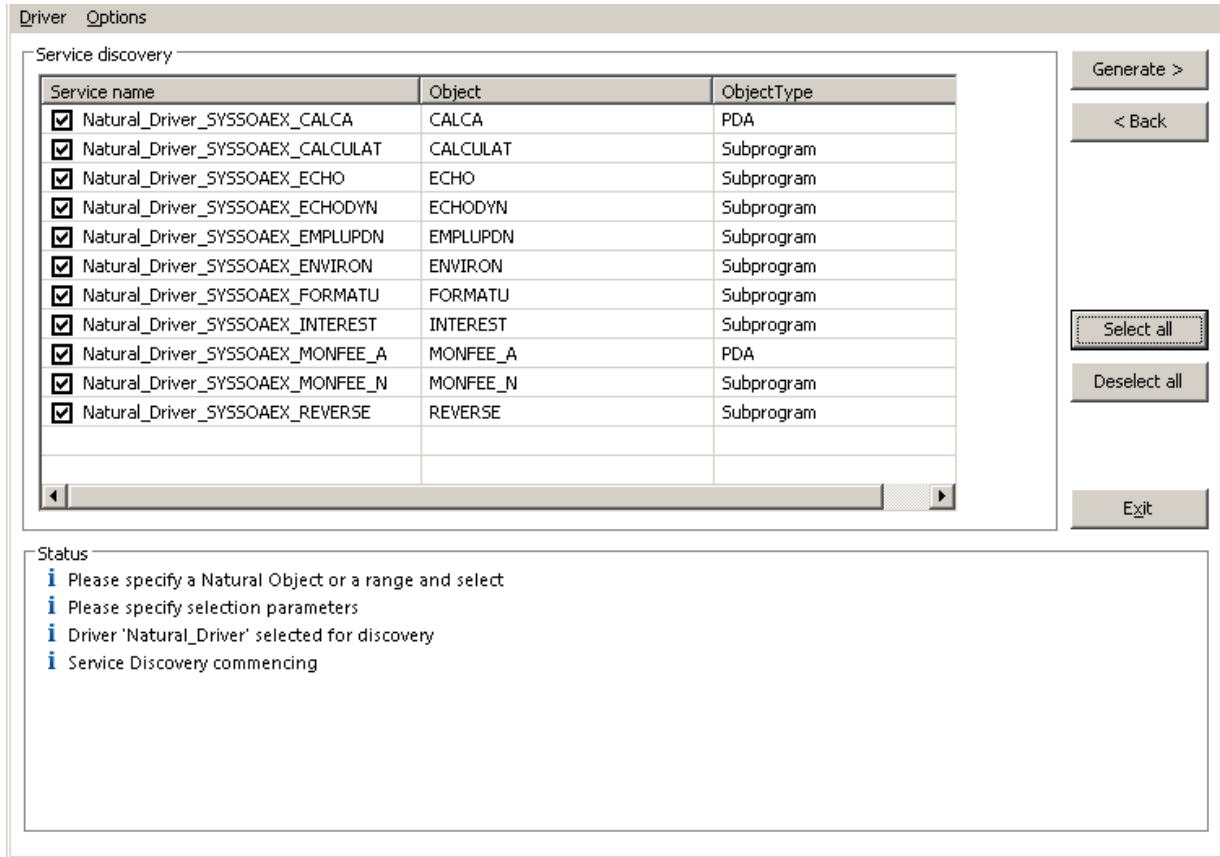 Driver Options
Service discovery
Service name Object ObjectType
Natural_Driver_SYSSOAEX_CALCA CALCA PDA
Natural_Driver_SYSSOAEX_CALCULAT CALCULAT Subprogram
Natural_Driver_SYSSOAEX_ECHO ECHO Subprogram
Natural_Driver_SYSSOAEX_ECHODYN ECHODYN Subprogram
Natural_Driver_SYSSOAEX_EMPLUPDN EMPLUPDN Subprogram
Natural_Driver_SYSSOAEX_ENVIRON ENVIRON Subprogram
Natural_Driver_SYSSOAEX_FORMATU FORMATU Subprogram
Natural_Driver_SYSSOAEX_INTEREST INTEREST Subprogram
Natural_Driver_SYSSOAEX_MONFEE_A MONFEE_A PDA
Natural_Driver_SYSSOAEX_MONFEE_N MONFEE_N Subprogram
Natural_Driver_SYSSOAEX_REVERSE REVERSE Subprogram
Generate >
< Back
Select all
Deselect all
Exit
Status
Please specify a Natural Object or a range and select
Please specify selection parameters
Driver 'Natural_Driver' selected for discovery
Service Discovery commencing